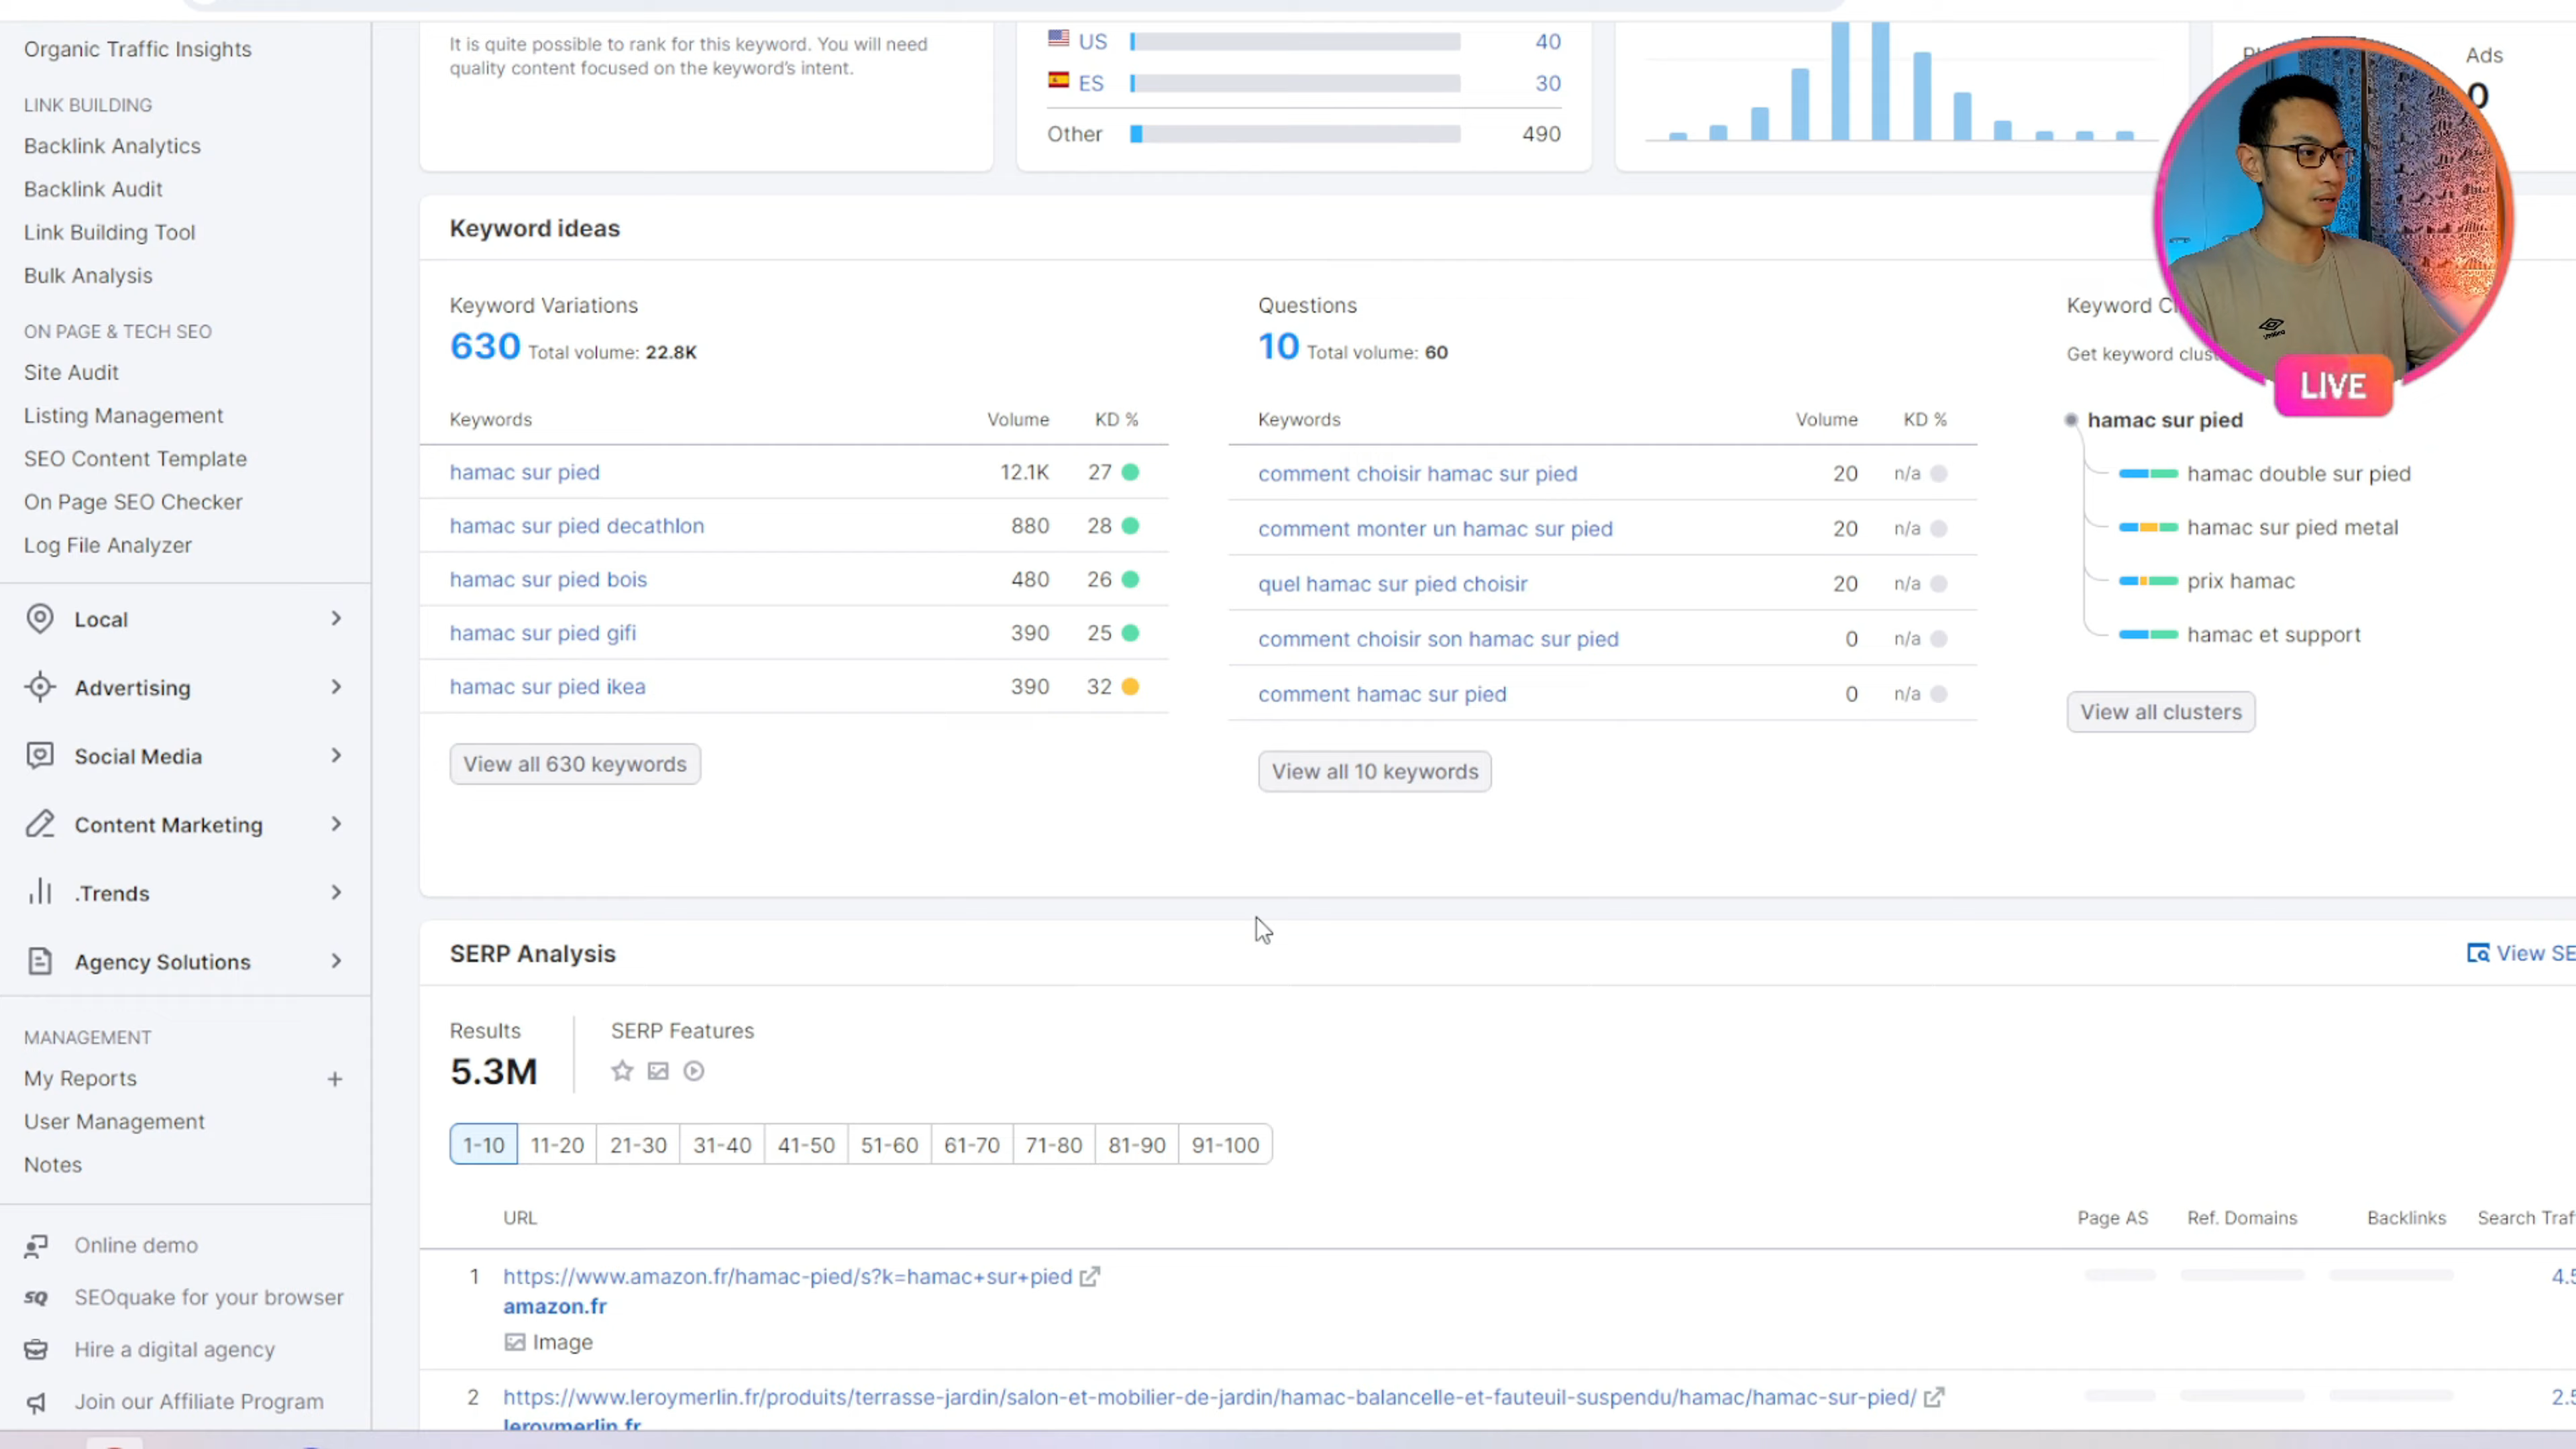 Organic Traffic Insights
LINK BUILDING
Backlink Analytics
Backlink Audit
Link Building Tool
Bulk Analysis
ON PAGE & TECH SEO
Site Audit
Listing Management
SEO Content Template
On Page SEO Checker
Log File Analyzer
Local
Advertising
Social Media
Content Marketing
.Trends
Agency Solutions
MANAGEMENT
My Reports +
User Management
Notes
Online demo
SEOquake for your browser
Hire a digital agency
Join our Affiliate Program
It is quite possible to rank for this keyword. You will need
quality content focused on the keyword's intent.
US 40
ES 30
Other 490
Ads
0
LIVE
Keyword ideas
Keyword Variations
630 Total volume: 22.8K
Keywords Volume KD %
hamac sur pied 12.1K 27
hamac sur pied decathlon 880 28
hamac sur pied bois 480 26
hamac sur pied gifi 390 25
hamac sur pied ikea 390 32
View all 630 keywords
Questions
10 Total volume: 60
Keywords Volume KD %
comment choisir hamac sur pied 20 n/a
comment monter un hamac sur pied 20 n/a
quel hamac sur pied choisir 20 n/a
comment choisir son hamac sur pied 0 n/a
comment hamac sur pied 0 n/a
View all 10 keywords
Keyword
Get keyword
hamac sur pied
hamac double sur pied
hamac sur pied metal
prix hamac
hamac et support
View all clusters
SERP Analysis
View
Results
5.3M
SERP Features
1-10 11-20 21-30 31-40 41-50 51-60 61-70 71-80 81-90 91-100
URL Page AS Ref. Domains Backlinks Search
1 https://www.amazon.fr/hamac-pied/s?k=hamac+sur+pied
amazon.fr
Image
2 https://www.leroymerlin.fr/produits/terrasse-jardin/salon-et-mobilier-de-jardin/hamac-balancelle-et-fauteuil-suspendu/hamac/hamac-sur-pied/
leroymerlin.fr